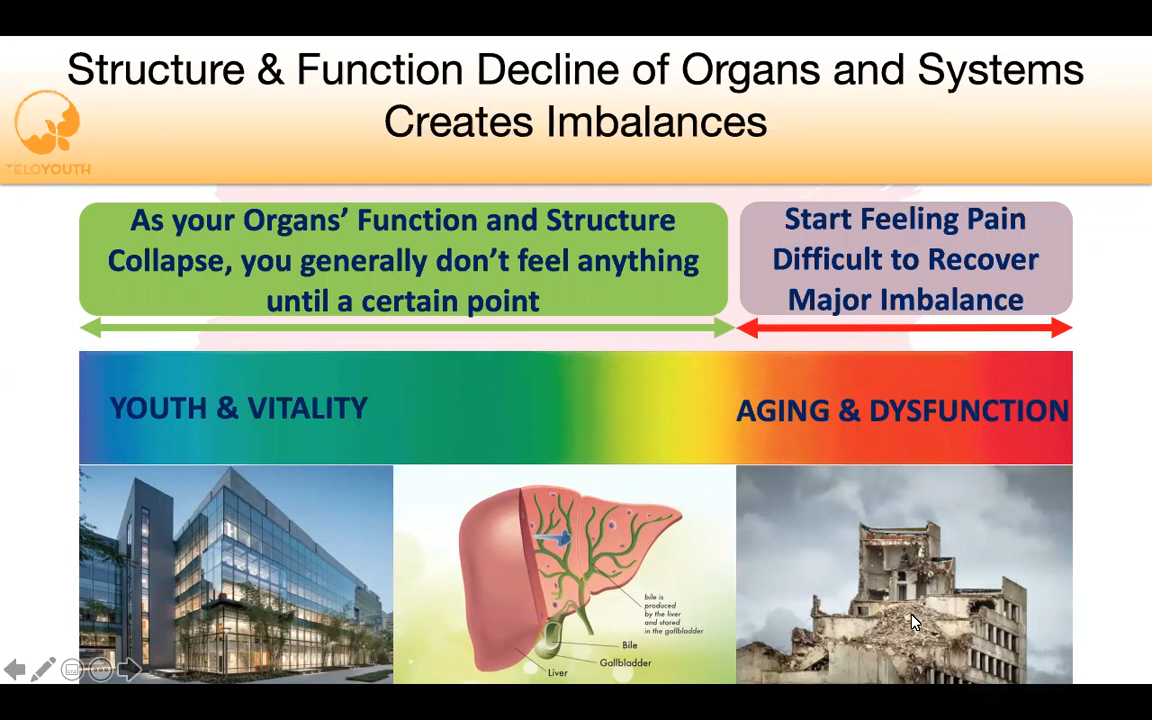 Structure & Function Decline of Organs and Systems
Creates Imbalances
TELOYOUTH
As your Organs’ Function and Structure
Collapse, you generally don’t feel anything
until a certain point
Start Feeling Pain
Difficult to Recover
Major Imbalance
YOUTH & VITALITY
AGING & DYSFUNCTION
bile is
produced
by the liver
and stored
in the gallbladder
Bile
Gallbladder
Liver